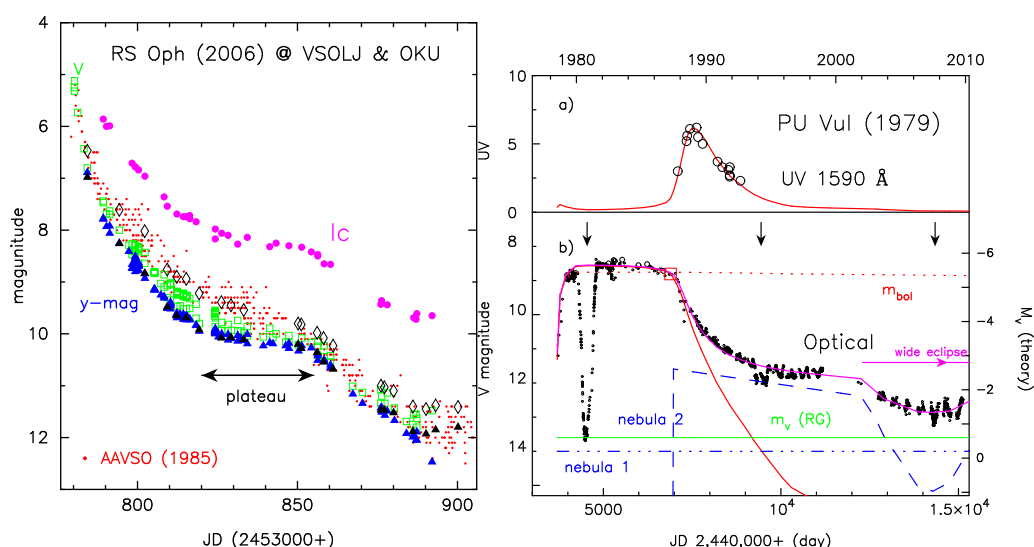 RS Oph (2006) @ VSOLJ & OKU
V
Ic
y-mag
plateau
AAVSO (1985)
magnitude
4
6
8
10
12
800
850
900
JD (2453000+)
1980
1990
2000
2010
a)
PU Vul (1979)
UV 1590 Å
UV
10
5
0
b)
m_bol
Optical
wide eclipse
nebula 2
m_v (RG)
nebula 1
V magnitude
8
10
12
14
M_v (theory)
-6
-4
-2
0
5000
10^4
1.5×10^4
JD 2,440,000+ (day)